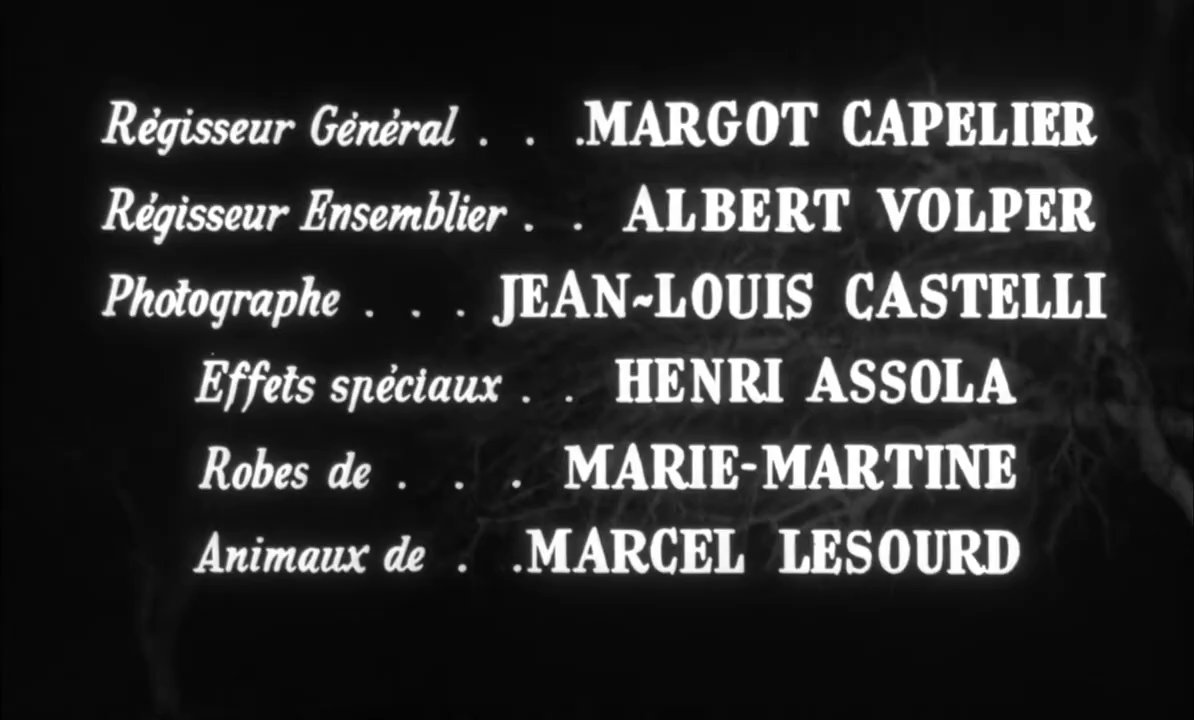 Régisseur Général . . .MARGOT CAPELIER
Régisseur Ensemblier . . ALBERT VOLPER
Photographe . . . JEAN-LOUIS CASTELLI
Effets spéciaux . . HENRI ASSOLA
Robes de . . . MARIE-MARTINE
Animaux de . .MARCEL LESOURD